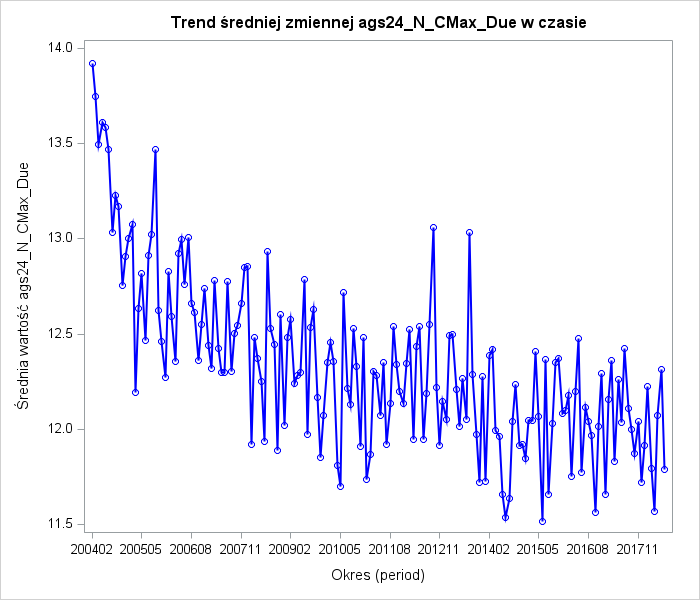 Trend średniej zmiennej ags24_N_CMax_Due w czasie
Średnia wartość ags24_N_CMax_Due
14.0
13.5
13.0
12.5
12.0
11.5
200402 200505 200608 200711 200902 201005 201108 201211 201402 201505 201608 201711
Okres (period)